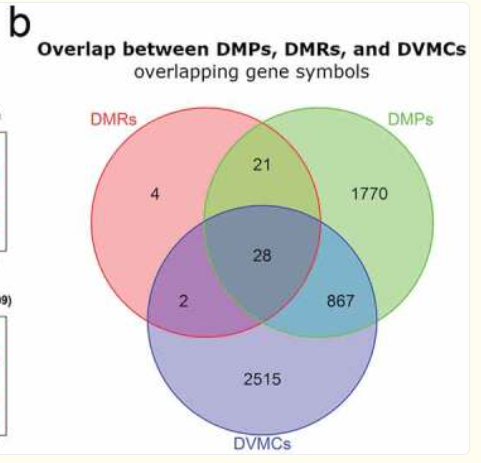 b
Overlap between DMPs, DMRs, and DVMCs
overlapping gene symbols
DMRs
DMPs
21
4
1770
28
2
867
2515
DVMCs
9)